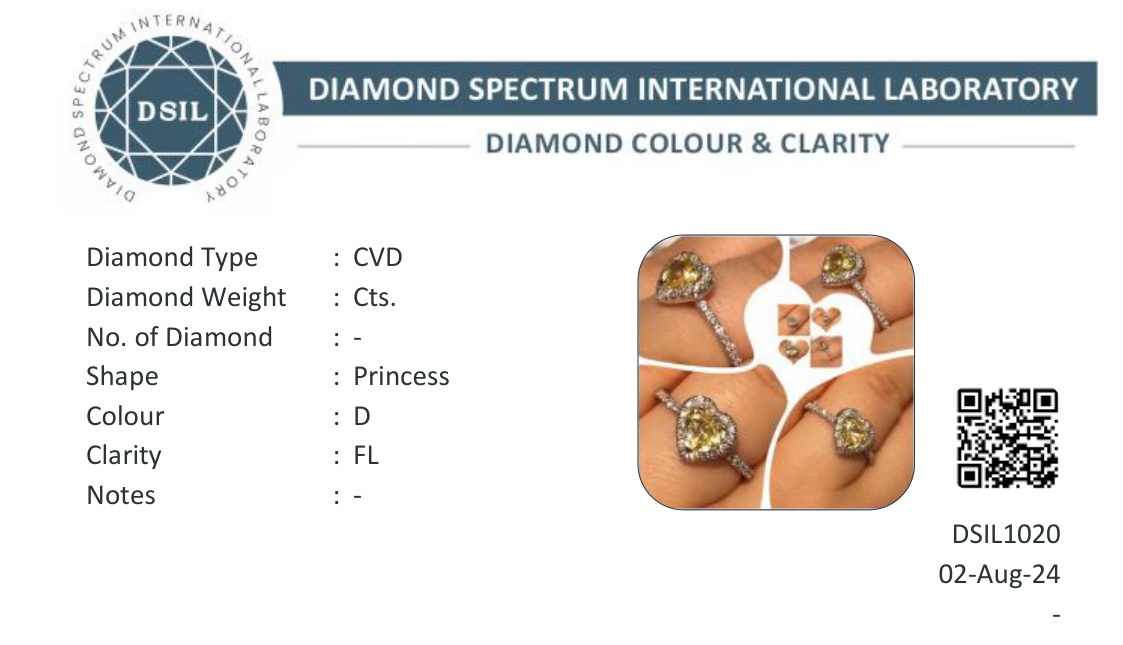 DIAMOND SPECTRUM INTERNATIONAL LABORATORY
DSIL
DIAMOND SPECTRUM INTERNATIONAL LABORATORY
DIAMOND COLOUR & CLARITY
Diamond Type : CVD
Diamond Weight : Cts.
No. of Diamond : -
Shape : Princess
Colour : D
Clarity : FL
Notes : -
DSIL1020
02-Aug-24
-